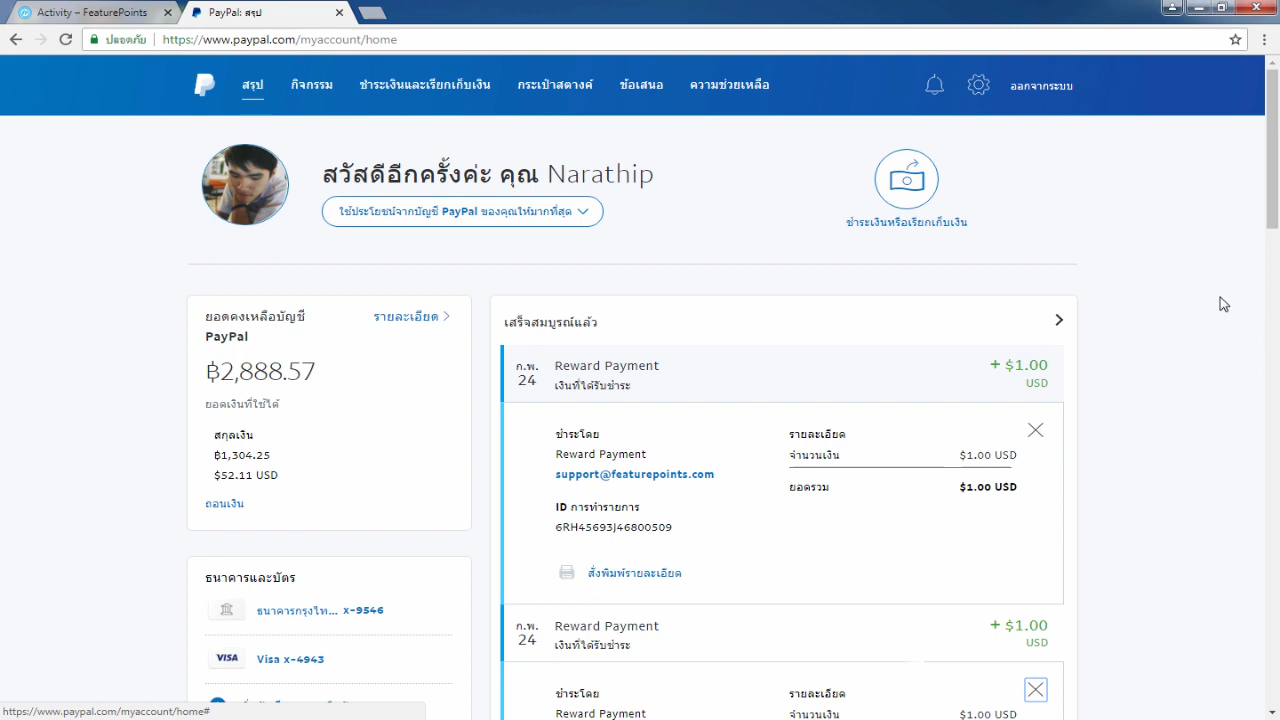 Activity – FeaturePoints
PayPal: สรุป
ปลอดภัย
https://www.paypal.com/myaccount/home
สรุป
กิจกรรม
ชำระเงินและเรียกเก็บเงิน
กระเป๋าสตางค์
ข้อเสนอ
ความช่วยเหลือ
ออกจากระบบ
สวัสดีอีกครั้งค่ะ คุณ Narathip
ใช้ประโยชน์จากบัญชี PayPal ของคุณให้มากที่สุด
ชำระเงินหรือเรียกเก็บเงิน
ยอดคงเหลือบัญชี
PayPal
รายละเอียด
฿2,888.57
ยอดเงินที่ใช้ได้
สกุลเงิน
฿1,304.25
$52.11 USD
ถอนเงิน
ธนาคารและบัตร
ธนาคารกรุงไทย... x-9546
VISA
Visa x-4943
เสร็จสมบูรณ์แล้ว
ก.พ.
24
Reward Payment
เงินที่ได้รับชำระ
+ $1.00
USD
ชำระโดย
Reward Payment
support@featurepoints.com
ID การทำรายการ
6RH45693J46800509
สั่งพิมพ์รายละเอียด
รายละเอียด
จำนวนเงิน $1.00 USD
ยอดรวม $1.00 USD
ก.พ.
24
Reward Payment
เงินที่ได้รับชำระ
+ $1.00
USD
ชำระโดย
Reward Payment
รายละเอียด
จำนวนเงิน $1.00 USD
https://www.paypal.com/myaccount/home#